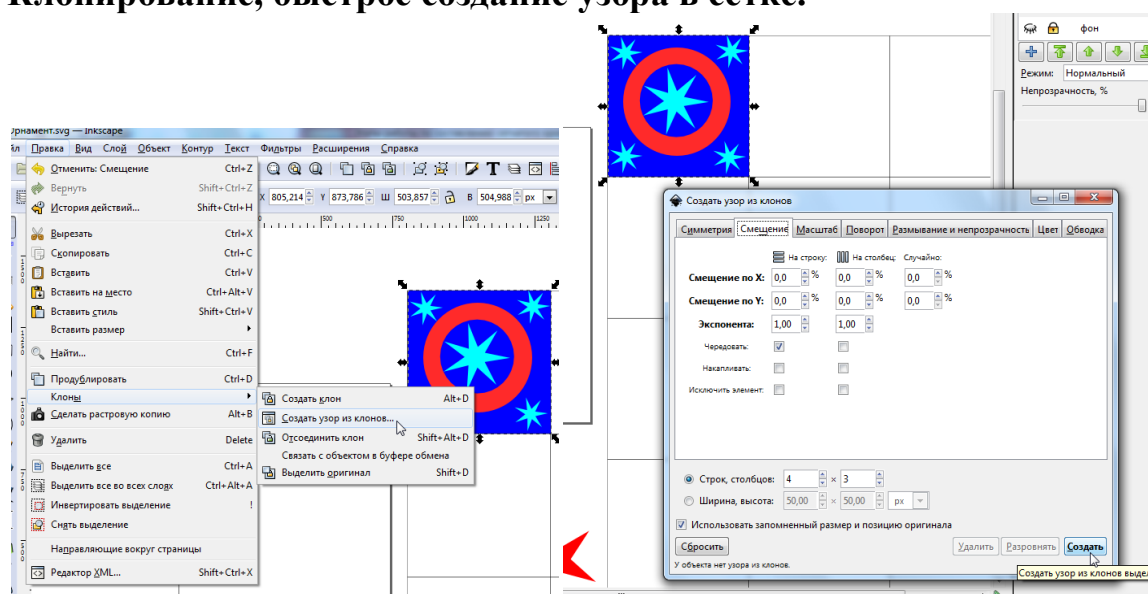 Клонирование, быстрое создание узора в сетке.
орнамент.svg — Inkscape
Правка Вид Слой Объект Контур Текст Фильтры Расширения Справка
X 805,214 Y 873,786 Ш 503,857 В 504,988 px
500 750 1000 1250
Отменить: Смещение Ctrl+Z
Вернуть Shift+Ctrl+Z
История действий... Shift+Ctrl+H
Вырезать Ctrl+X
Скопировать Ctrl+C
Вставить Ctrl+V
Вставить на место Ctrl+Alt+V
Вставить стиль Shift+Ctrl+V
Вставить размер
Найти... Ctrl+F
Продублировать Ctrl+D
Клоны
Сделать растровую копию Alt+B
Удалить Delete
Выделить все Ctrl+A
Выделить все во всех слоях Ctrl+Alt+A
Инвертировать выделение !
Снять выделение
Направляющие вокруг страницы
Редактор XML... Shift+Ctrl+X
Создать клон Alt+D
Создать узор из клонов...
Отсоединить клон Shift+Alt+D
Связать с объектом в буфере обмена
Выделить оригинал Shift+D
фон
Режим: Нормальный
Непрозрачность, %
Создать узор из клонов
Симметрия Смещение Масштаб Поворот Размывание и непрозрачность Цвет Обводка
На строку: На столбец: Случайно:
Смещение по X: 0,0 % 0,0 % 0,0 %
Смещение по Y: 0,0 % 0,0 % 0,0 %
Экспонента: 1,00 1,00
Чередовать:
Накапливать:
Исключить элемент:
Строк, столбцов: 4 × 3
Ширина, высота: 50,00 × 50,00 px
Использовать запомненный размер и позицию оригинала
Сбросить Удалить Разровнять Создать
У объекта нет узора из клонов.
Создать узор из клонов выдел